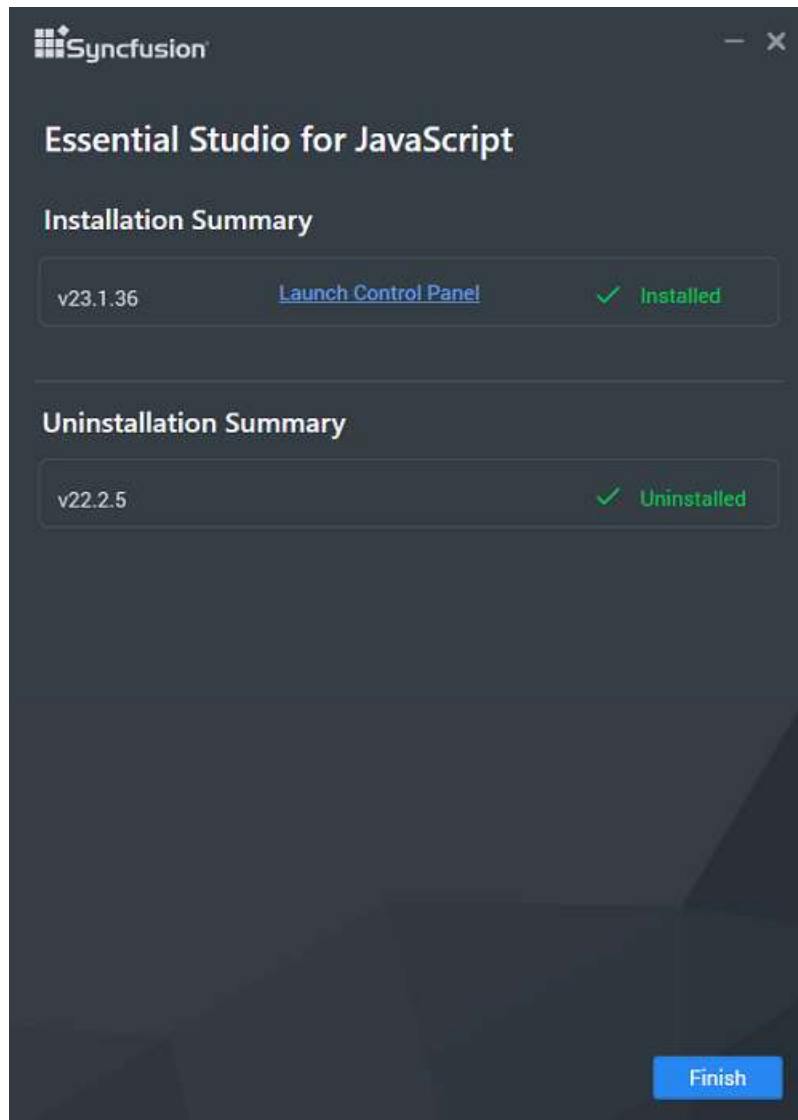 Syncfusion
Essential Studio for JavaScript
Installation Summary
v23.1.36 Launch Control Panel Installed
Uninstallation Summary
v22.2.5 Uninstalled
Finish